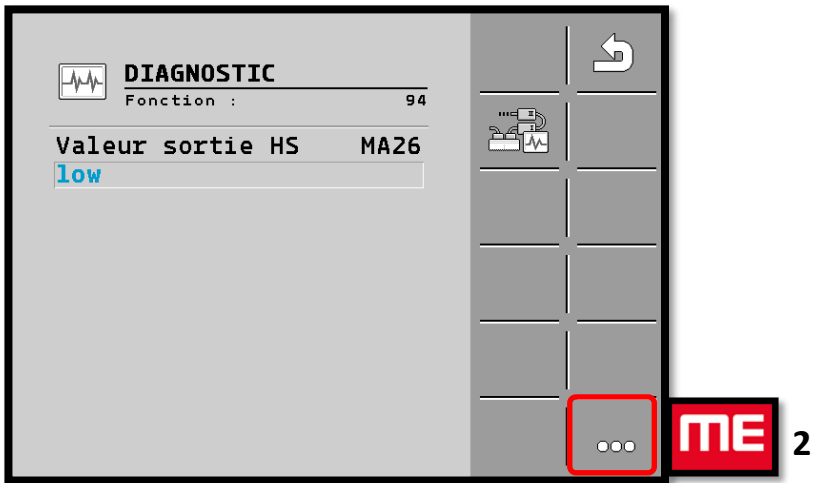 DIAGNOSTIC
Fonction : 94
Valeur sortie HS MA26
low
ME 2